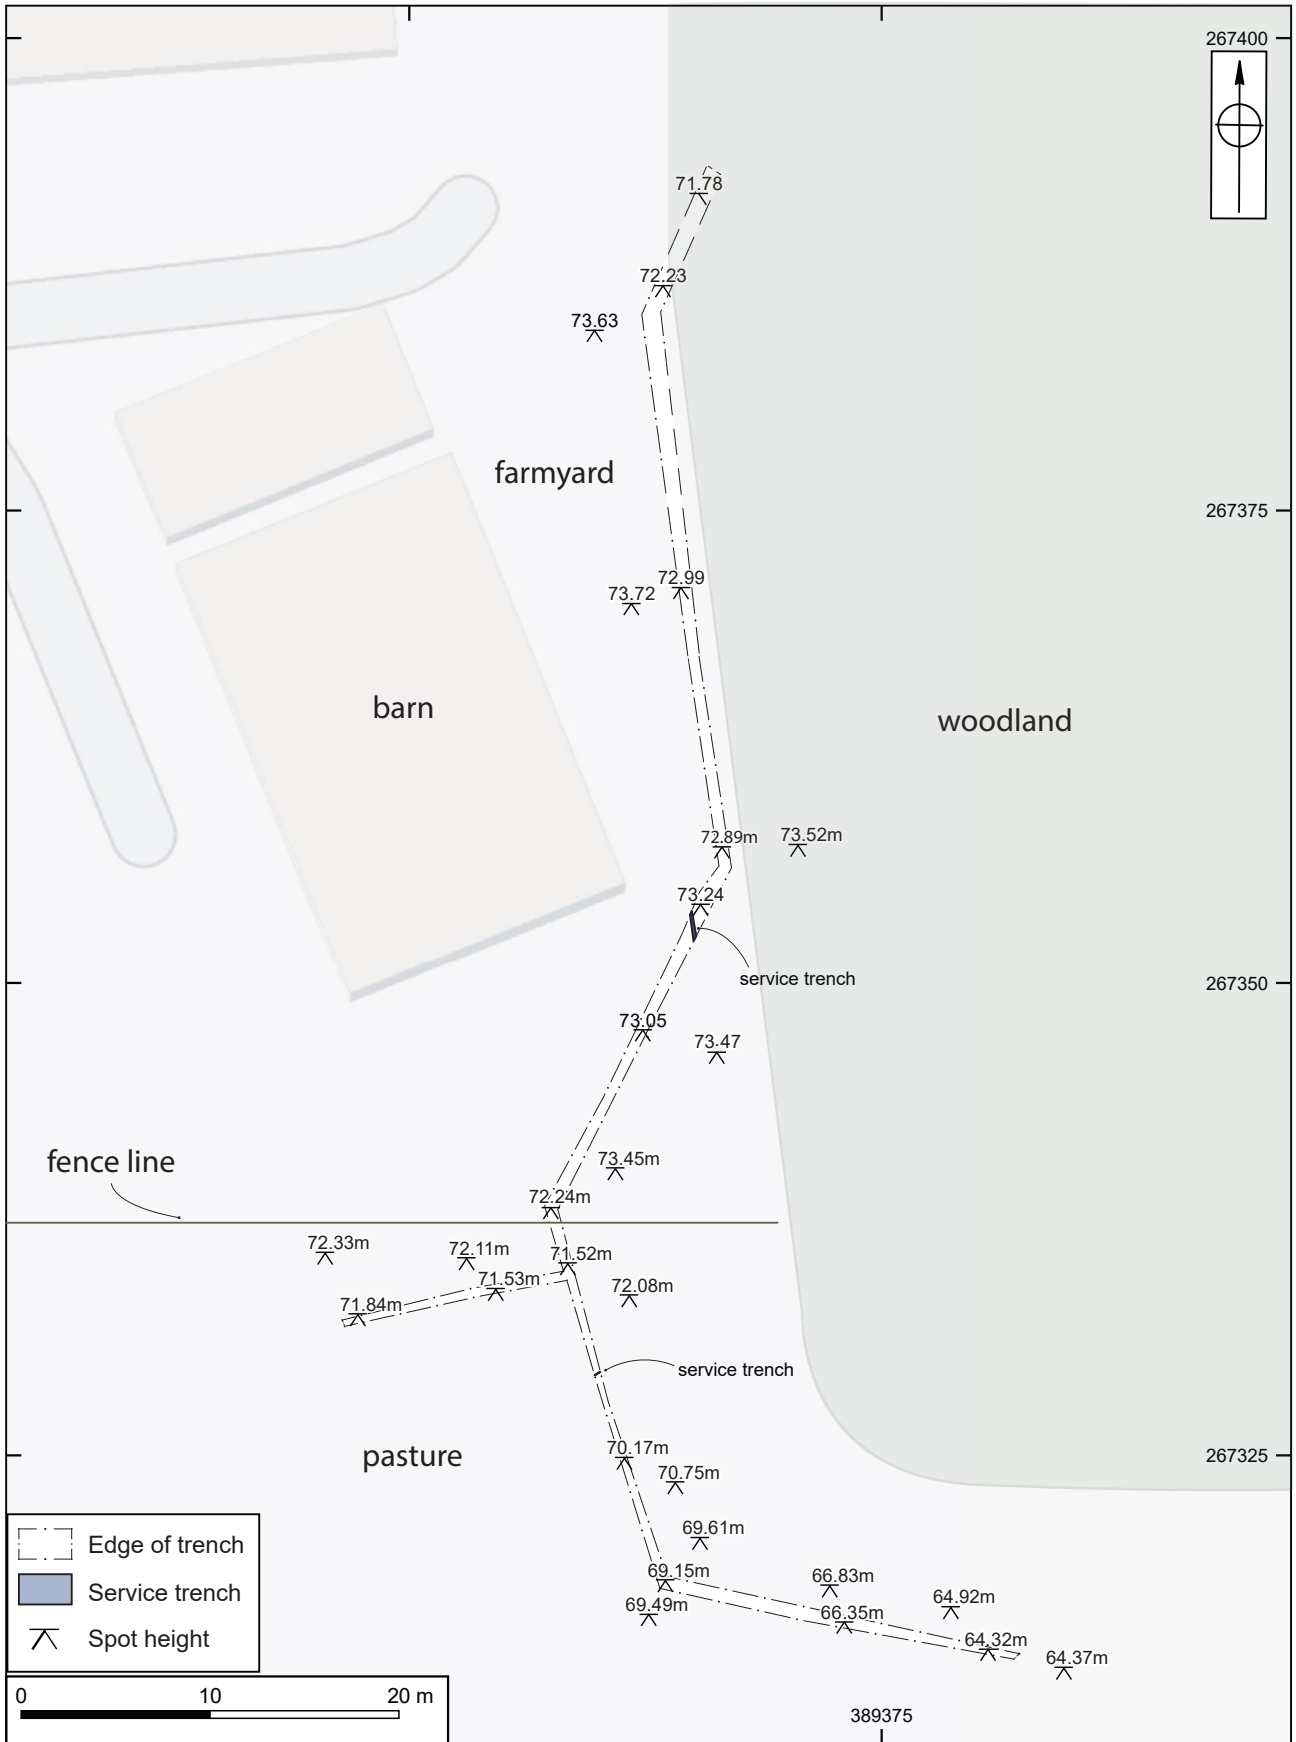 267400
71.78
72.23
73.63
farmyard
267375
72.99
73.72
barn
woodland
72.89m
73.52m
73.24
service trench
267350
73.05
73.47
73.45m
fence line
72.24m
72.33m
72.11m
71.52m
71.53m
72.08m
71.84m
service trench
70.17m
267325
pasture
70.75m
69.61m
69.15m
66.83m
64.92m
69.49m
66.35m
64.32m
64.37m
Edge of trench
Service trench
Spot height
0 10 20 m
389375